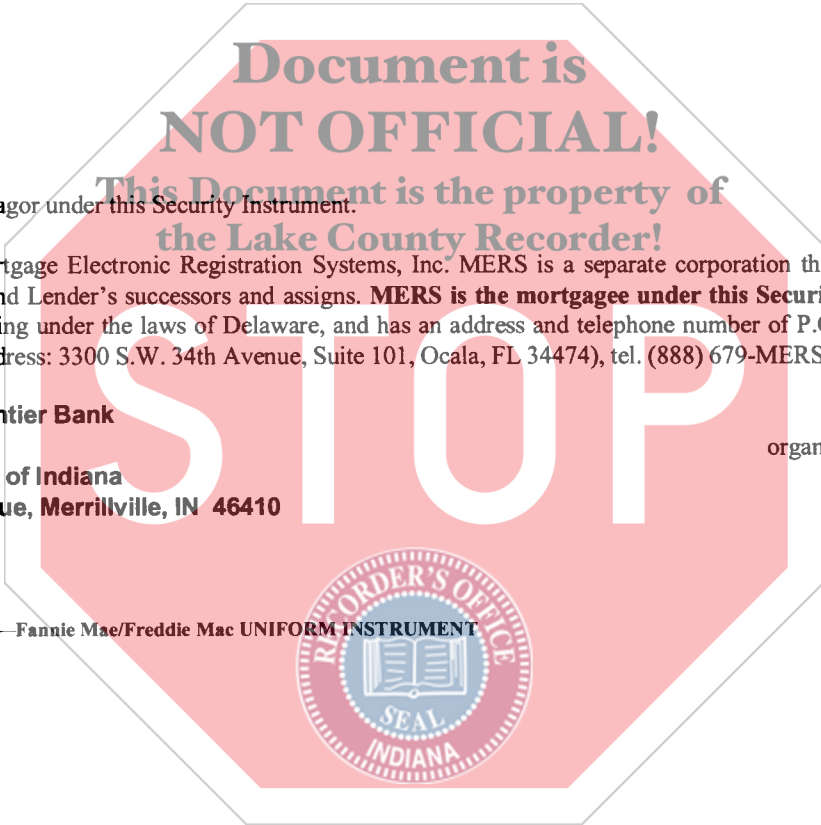 Document is
NOT OFFICIAL!
This Document is the property of
agor under this Security Instrument.
the Lake County Recorder!
rtgage Electronic Registration Systems, Inc. MERS is a separate corporation th
nd Lender's successors and assigns. MERS is the mortgagee under this Securi
ing under the laws of Delaware, and has an address and telephone number of P.O
dress: 3300 S.W. 34th Avenue, Suite 101, Ocala, FL 34474), tel. (888) 679-MERS
STOP
ntier Bank
organ
of Indiana
ue, Merrillville, IN 46410
—Fannie Mae/Freddie Mac UNIFORM INSTRUMENT
RECORDER'S OFFICE
SEAL
INDIANA